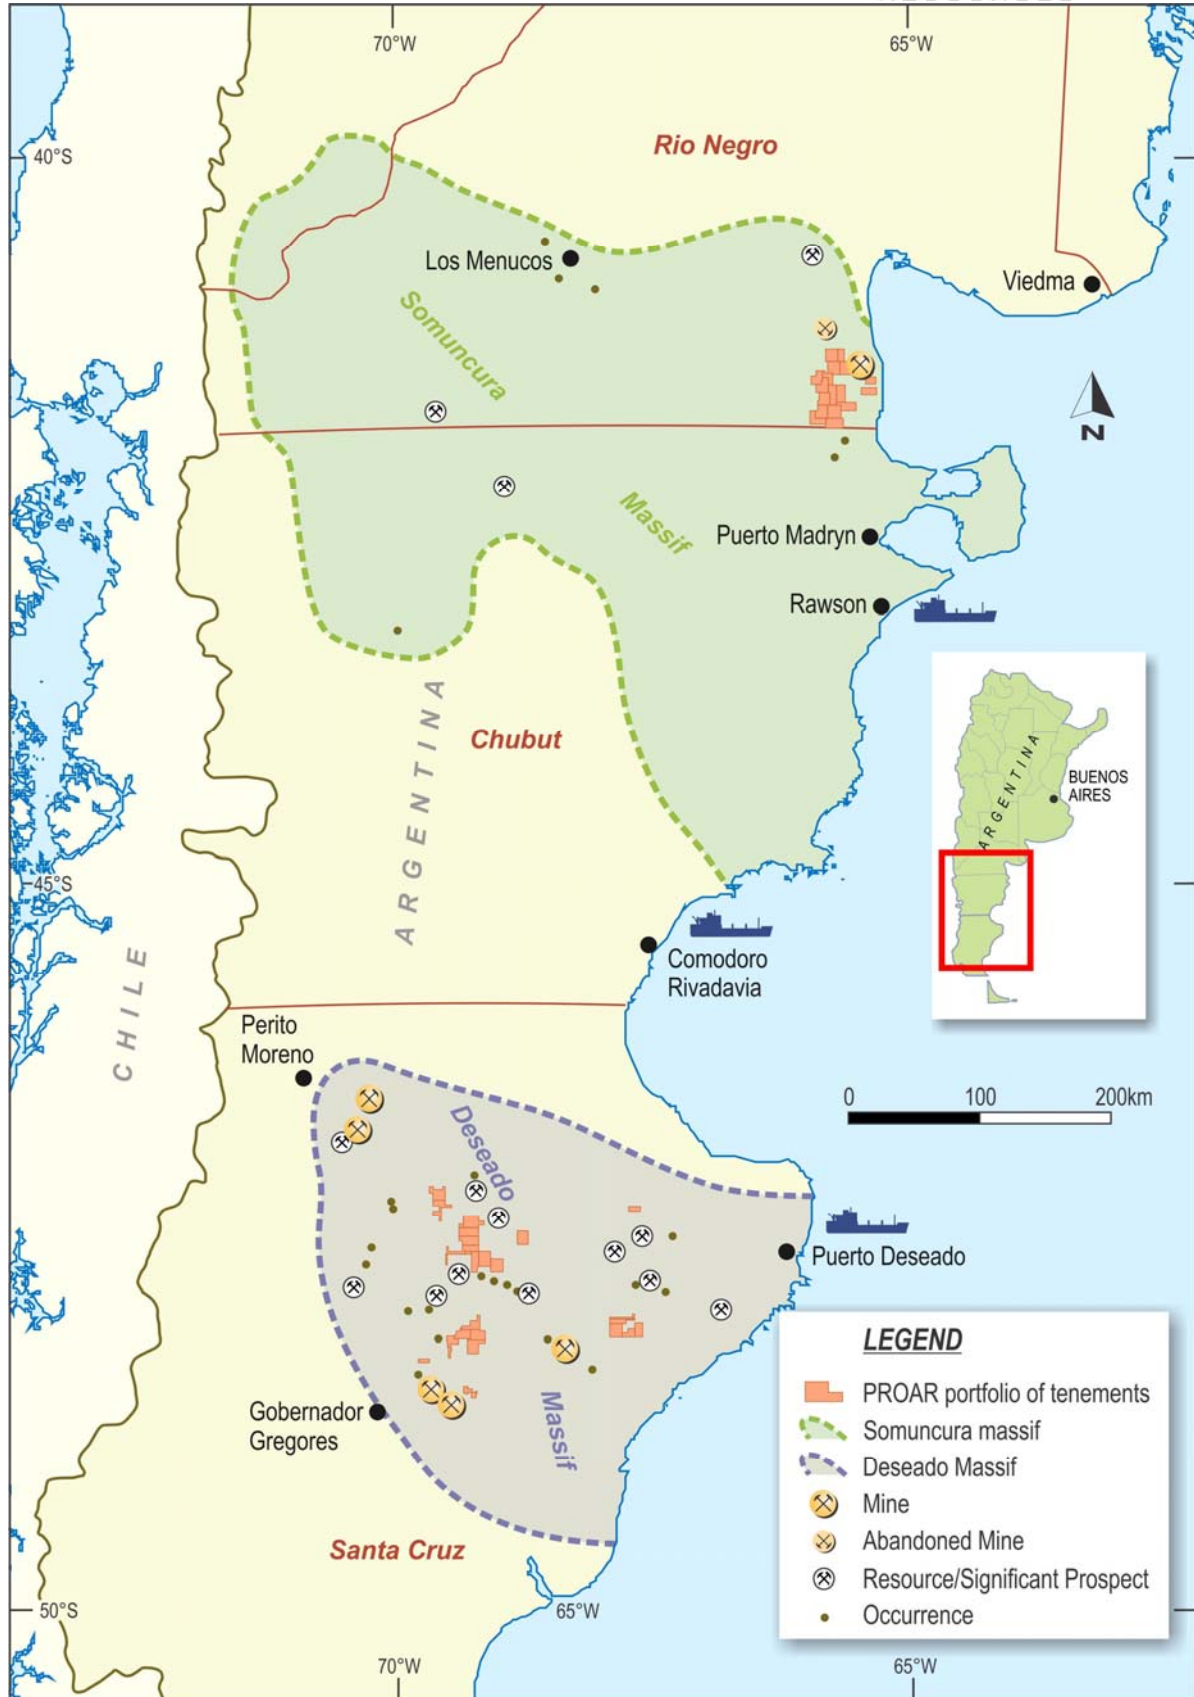 70°W
65°W
40°S
Rio Negro
Los Menucos
Viedma
Somuncura
N
Massif
Puerto Madryn
Rawson
Chubut
ARGENTINA
ARGENTINA
BUENOS
AIRES
45°S
CHILE
Comodoro
Rivadavia
Perito
Moreno
0 100 200km
Deseado
Puerto Deseado
Gobernador
Gregores
Massif
Santa Cruz
LEGEND
PROAR portfolio of tenements
Somuncura massif
Deseado Massif
Mine
Abandoned Mine
Resource/Significant Prospect
Occurrence
50°S
65°W
70°W
65°W